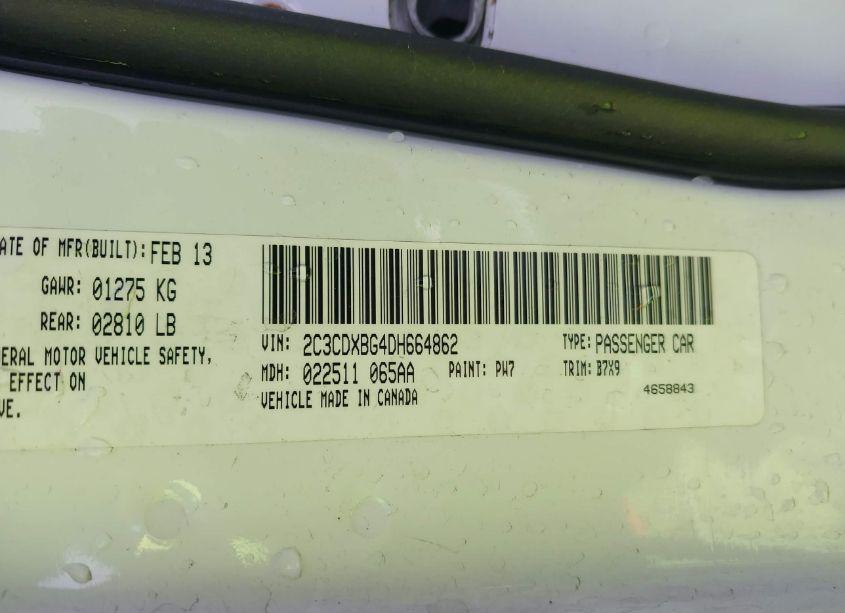 ATE OF MFR(BUILT): FEB 13
GAWR: 01275 KG
REAR: 02810 LB
ERAL MOTOR VEHICLE SAFETY,
EFFECT ON
VE.
VIN: 2C3CDXBG4DH664862 TYPE: PASSENGER CAR
MDH: 022511 065AA PAINT: PW7 TRIM: B7X9
VEHICLE MADE IN CANADA
4658843